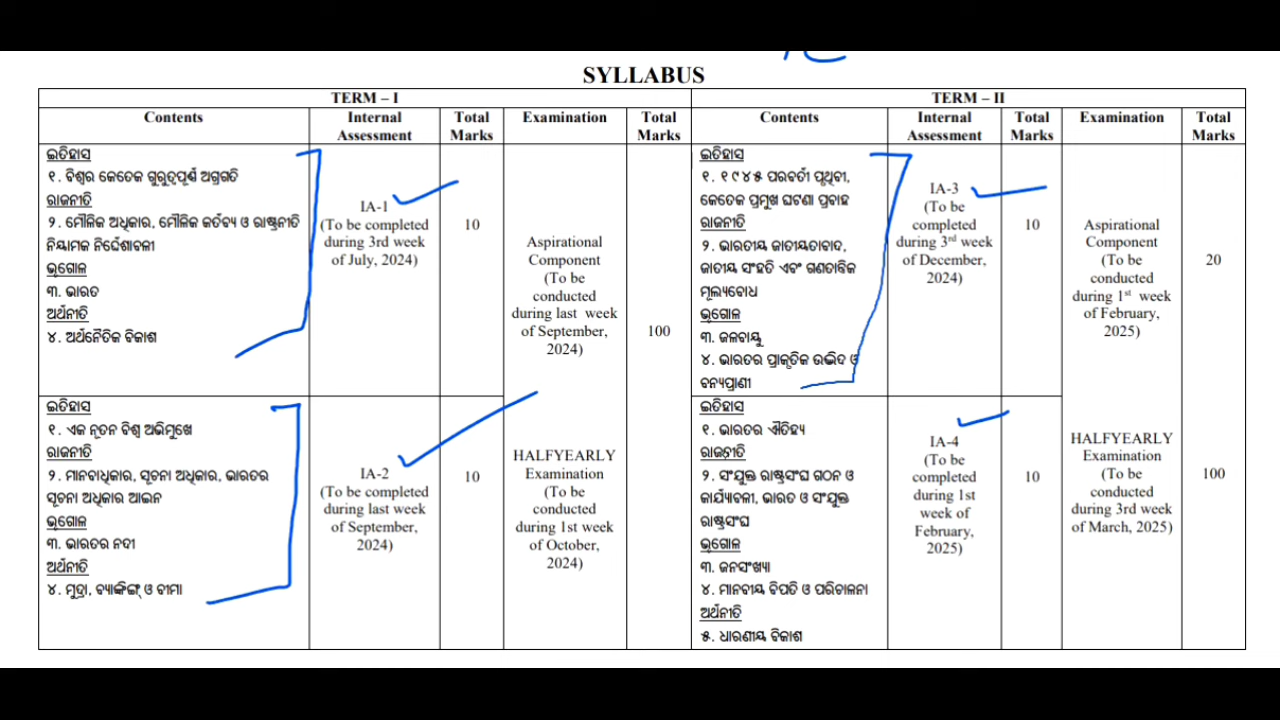 SYLLABUS
TERM – I
Contents
Internal
Assessment
Total
Marks
Examination
Total
Marks
ଇତିହାସ
୧. ବିଶ୍ୱର କେତେକ ଗୁରୁତ୍ୱପୂର୍ଣ୍ଣ ଅଗ୍ରଗତି
ରାଜନୀତି
୨. ମୌଳିକ ଅଧିକାର, ମୌଳିକ କର୍ତବ୍ୟ ଓ ରାଷ୍ଟ୍ରନୀତି
ନିୟାମକ ନିର୍ଦ୍ଦେଶାବଳୀ
ଭୂଗୋଳ
୩. ଭାରତ
ଅର୍ଥନୀତି
୪. ଅର୍ଥନୈତିକ ବିକାଶ
IA-1
(To be completed
during 3rd week
of July, 2024)
10
Aspirational
Component
(To be
conducted
during last week
of September,
2024)
100
ଇତିହାସ
୧. ଏକ ନୂତନ ବିଶ୍ୱ ଅଭିମୁଖେ
ରାଜନୀତି
୨. ମାନବାଧିକାର, ସୂଚନା ଅଧିକାର, ଭାରତର
ସୂଚନା ଅଧିକାର ଆଇନ
ଭୂଗୋଳ
୩. ଭାରତର ନଦୀ
ଅର୍ଥନୀତି
୪. ମୁଦ୍ରା, ବ୍ୟାଙ୍କିଙ୍ଗ୍ ଓ ବୀମା
IA-2
(To be completed
during last week
of September,
2024)
10
HALFYEARLY
Examination
(To be
conducted
during 1st week
of October,
2024)
TERM – II
Contents
Internal
Assessment
Total
Marks
Examination
Total
Marks
ଇତିହାସ
୧. ୧୯୪୫ ପରବର୍ତୀ ପୃଥିବୀ,
କେତେକ ପ୍ରମୁଖ ଘଟଣା ପ୍ରବାହ
ରାଜନୀତି
୨. ଭାରତୀୟ ଜାତୀୟତାବାଦ,
ଜାତୀୟ ସଂହତି ଏବଂ ଗଣତାନ୍ତ୍ରିକ
ମୂଲ୍ୟବୋଧ
ଭୂଗୋଳ
୩. ଜଳବାୟୁ
୪. ଭାରତର ପ୍ରାକୃତିକ ଉଦ୍ଭିଦ ଓ
ବନ୍ୟପ୍ରାଣୀ
IA-3
(To be
completed
during 3rd week
of December,
2024)
10
Aspirational
Component
(To be
conducted
during 1st week
of February,
2025)
20
ଇତିହାସ
୧. ଭାରତର ଐତିହ୍ୟ
ରାଜନୀତି
୨. ସଂଯୁକ୍ତ ରାଷ୍ଟ୍ରସଂଘ ଗଠନ ଓ
କାର୍ଯ୍ୟାବଳୀ, ଭାରତ ଓ ସଂଯୁକ୍ତ
ରାଷ୍ଟ୍ରସଂଘ
ଭୂଗୋଳ
୩. ଜନସଂଖ୍ୟା
୪. ମାନବୀୟ ବିପତି ଓ ପରିଚାଳନା
ଅର୍ଥନୀତି
୫. ଧାରଣୀୟ ବିକାଶ
IA-4
(To be
completed
during 1st
week of
February,
2025)
10
HALFYEARLY
Examination
(To be
conducted
during 3rd week
of March, 2025)
100